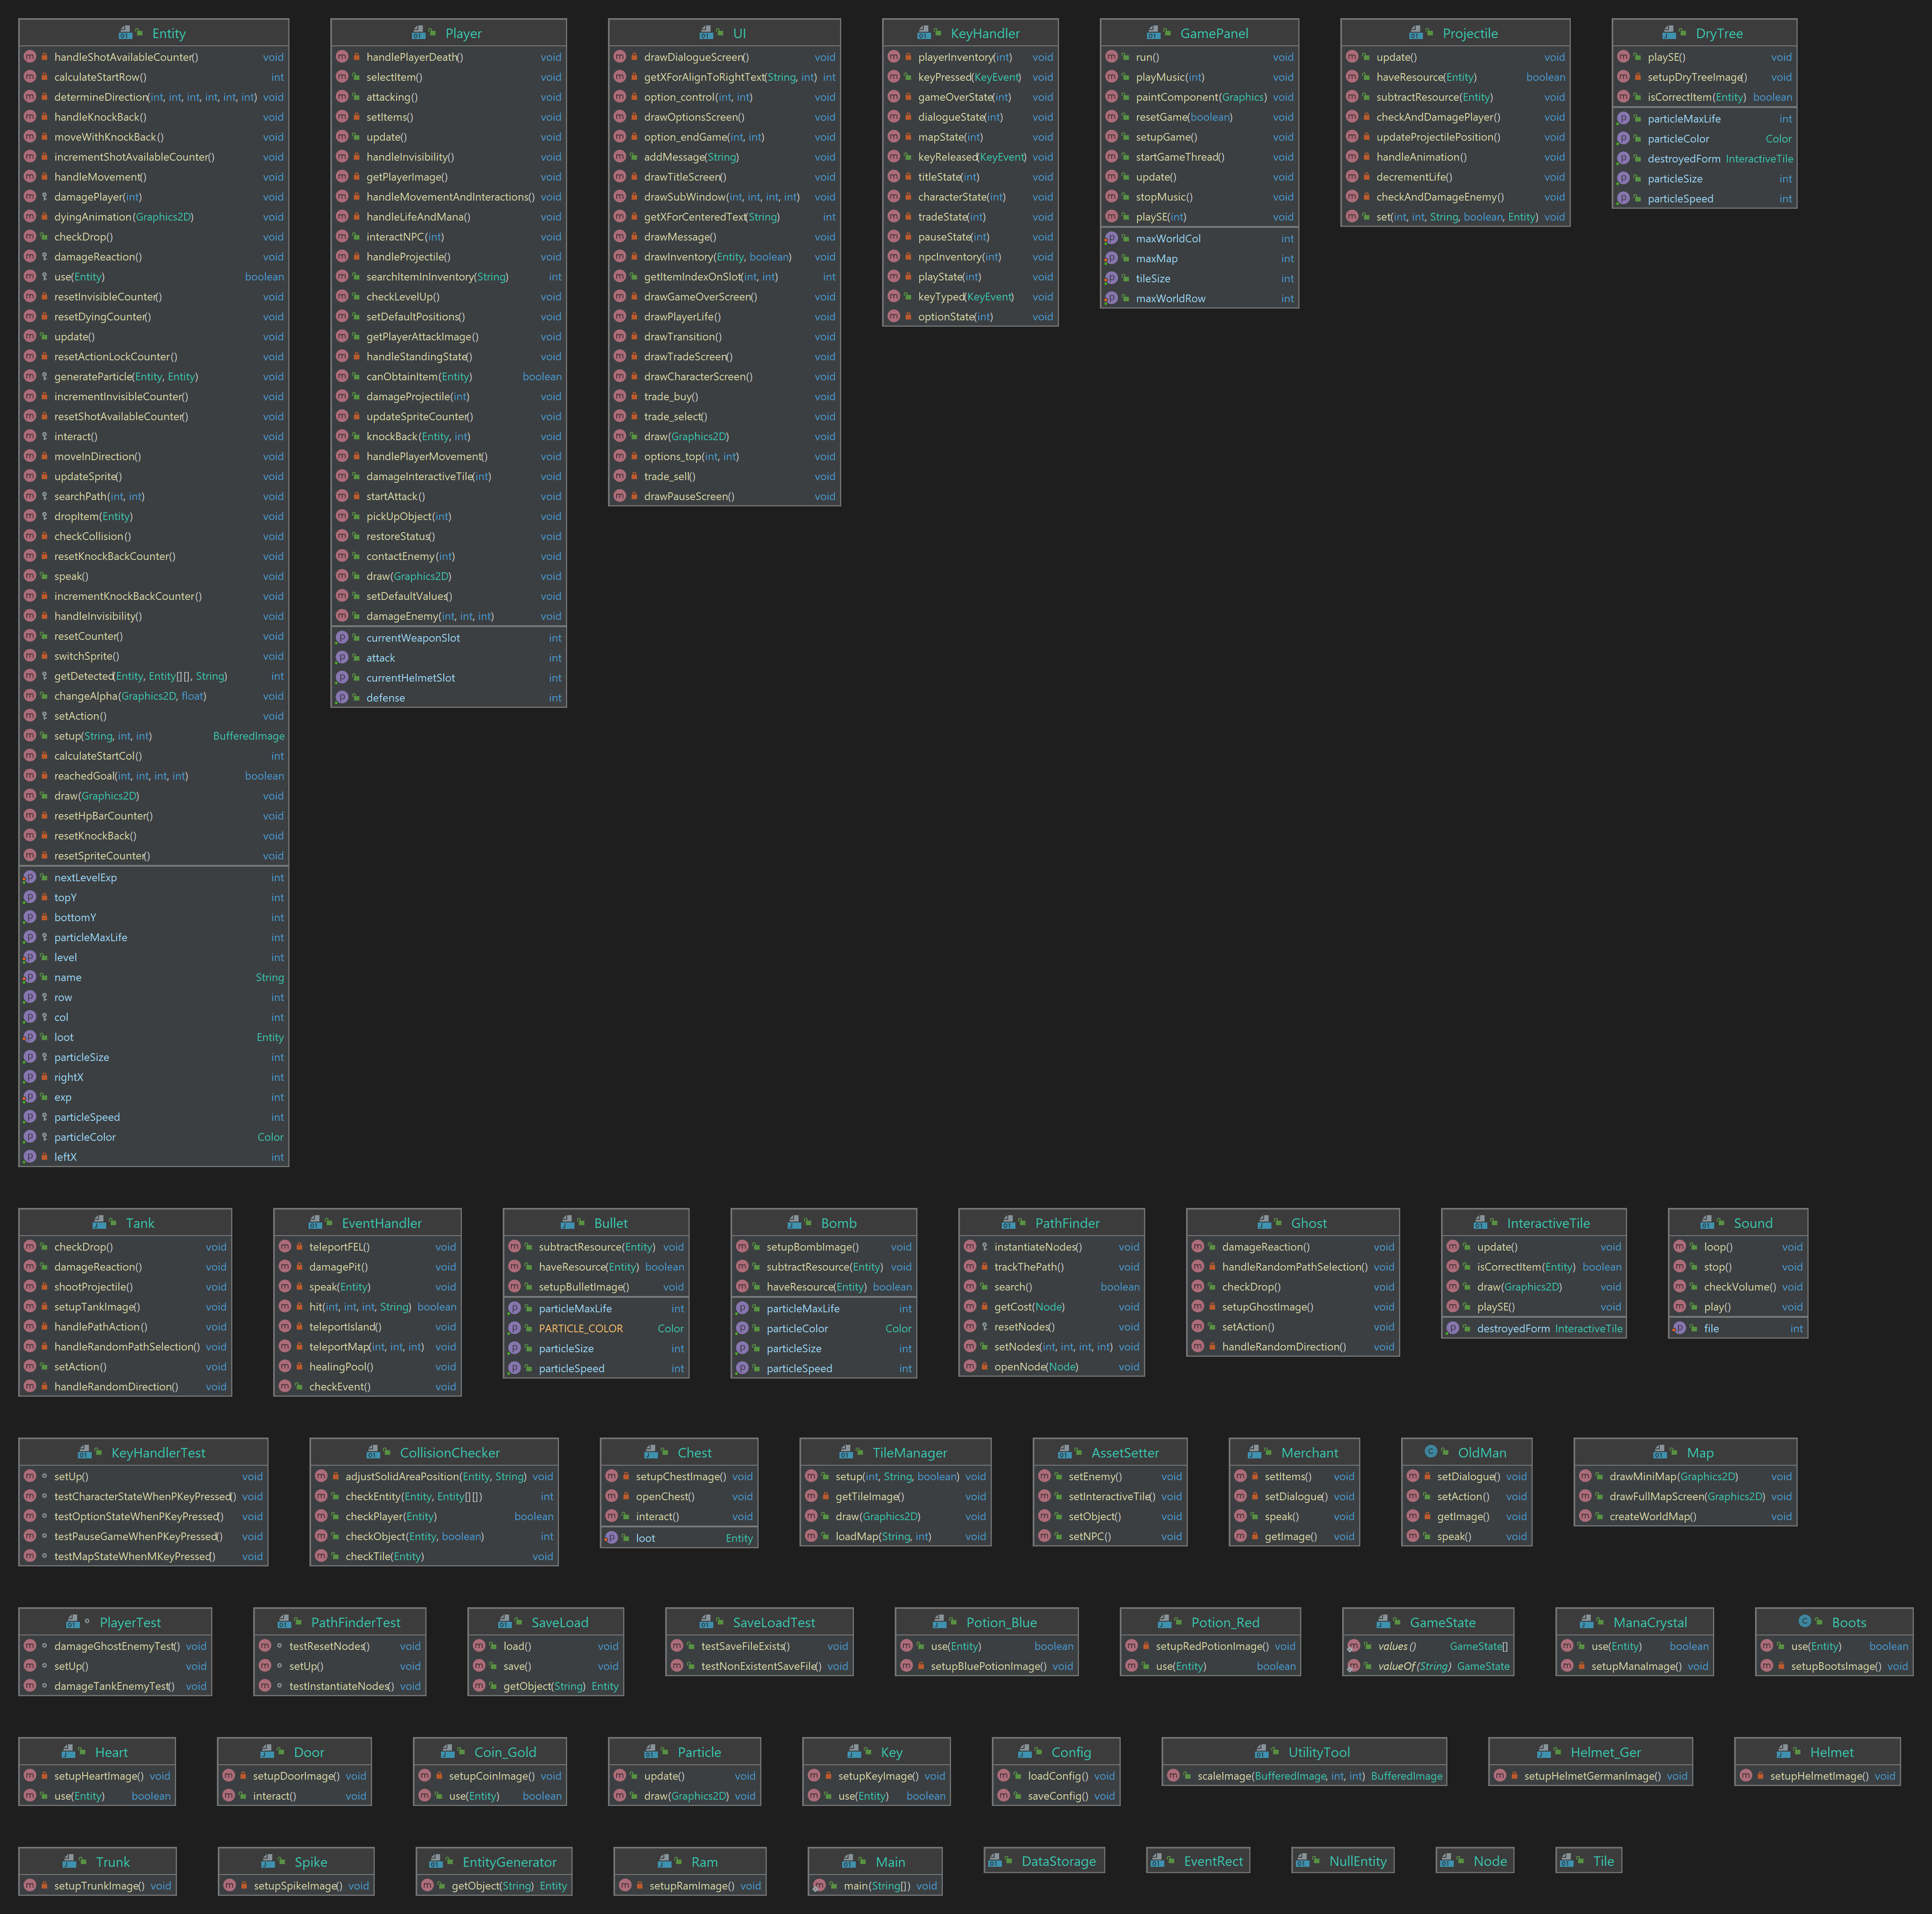 Entity
handleShotAvailableCounter() void
calculateStartRow() int
determineDirection(int, int, int, int, int, int) void
handleKnockBack() void
moveWithKnockBack() void
incrementShotAvailableCounter() void
handleMovement() void
damagePlayer(int) void
dyingAnimation(Graphics2D) void
checkDrop() void
damageReaction() void
use(Entity) boolean
resetInvisibleCounter() void
resetDyingCounter() void
update() void
resetActionLockCounter() void
generateParticle(Entity, Entity) void
incrementInvisibleCounter() void
resetShotAvailableCounter() void
interact() void
moveInDirection() void
updateSprite() void
searchPath(int, int) void
dropItem(Entity) void
checkCollision() void
resetKnockBackCounter() void
speak() void
incrementKnockBackCounter() void
handleInvisibility() void
resetCounter() void
switchSprite() void
getDetected(Entity, Entity[][], String) int
changeAlpha(Graphics2D, float) void
setAction() void
setup(String, int, int) BufferedImage
calculateStartCol() int
reachedGoal(int, int, int, int) boolean
draw(Graphics2D) void
resetHpBarCounter() void
resetKnockBack() void
resetSpriteCounter() void
nextLevelExp int
topY int
bottomY int
particleMaxLife int
level int
name String
row int
col int
loot Entity
particleSize int
rightX int
exp int
particleSpeed int
particleColor Color
leftX int
Player
handlePlayerDeath() void
selectItem() void
attacking() void
setItems() void
update() void
handleInvisibility() void
getPlayerImage() void
handleMovementAndInteractions() void
handleLifeAndMana() void
interactNPC(int) void
handleProjectile() void
searchItemInInventory(String) int
checkLevelUp() void
setDefaultPositions() void
getPlayerAttackImage() void
handleStandingState() void
canObtainItem(Entity) boolean
damageProjectile(int) void
updateSpriteCounter() void
knockBack(Entity, int) void
handlePlayerMovement() void
damageInteractiveTile(int) void
startAttack() void
pickUpObject(int) void
restoreStatus() void
contactEnemy(int) void
draw(Graphics2D) void
setDefaultValues() void
damageEnemy(int, int, int) void
currentWeaponSlot int
attack int
currentHelmetSlot int
defense int
UI
drawDialogueScreen() void
getXForAlignToRightText(String, int) int
option_control(int, int) void
drawOptionsScreen() void
option_endGame(int, int) void
addMessage(String) void
drawTitleScreen() void
drawSubWindow(int, int, int, int) void
getXForCenteredText(String) int
drawMessage() void
drawInventory(Entity, boolean) void
getItemIndexOnSlot(int, int) int
drawGameOverScreen() void
drawPlayerLife() void
drawTransition() void
drawTradeScreen() void
drawCharacterScreen() void
trade_buy() void
trade_select() void
draw(Graphics2D) void
options_top(int, int) void
trade_sell() void
drawPauseScreen() void
KeyHandler
playerInventory(int) void
keyPressed(KeyEvent) void
gameOverState(int) void
dialogueState(int) void
mapState(int) void
keyReleased(KeyEvent) void
titleState(int) void
characterState(int) void
tradeState(int) void
pauseState(int) void
npcInventory(int) void
playState(int) void
keyTyped(KeyEvent) void
optionState(int) void
GamePanel
run() void
playMusic(int) void
paintComponent(Graphics) void
resetGame(boolean) void
setupGame() void
startGameThread() void
update() void
stopMusic() void
playSE(int) void
maxWorldCol int
maxMap int
tileSize int
maxWorldRow int
Projectile
update() void
haveResource(Entity) boolean
subtractResource(Entity) void
checkAndDamagePlayer() void
updateProjectilePosition() void
handleAnimation() void
decrementLife() void
checkAndDamageEnemy() void
set(int, int, String, boolean, Entity) void
DryTree
playSE() void
setupDryTreeImage() void
isCorrectItem(Entity) boolean
particleMaxLife int
particleColor Color
destroyedForm InteractiveTile
particleSize int
particleSpeed int
Tank
checkDrop() void
damageReaction() void
shootProjectile() void
setupTankImage() void
handlePathAction() void
handleRandomPathSelection() void
setAction() void
handleRandomDirection() void
EventHandler
teleportFEL() void
damagePit() void
speak(Entity) void
hit(int, int, int, String) boolean
teleportIsland() void
teleportMap(int, int, int) void
healingPool() void
checkEvent() void
Bullet
subtractResource(Entity) void
haveResource(Entity) boolean
setupBulletImage() void
particleMaxLife int
PARTICLE_COLOR Color
particleSize int
particleSpeed int
Bomb
setupBombImage() void
subtractResource(Entity) void
haveResource(Entity) boolean
particleMaxLife int
particleColor Color
particleSize int
particleSpeed int
PathFinder
instantiateNodes() void
trackThePath() void
search() boolean
getCost(Node) void
resetNodes() void
setNodes(int, int, int, int) void
openNode(Node) void
Ghost
damageReaction() void
handleRandomPathSelection() void
checkDrop() void
setupGhostImage() void
setAction() void
handleRandomDirection() void
InteractiveTile
update() void
isCorrectItem(Entity) boolean
draw(Graphics2D) void
playSE() void
destroyedForm InteractiveTile
Sound
loop() void
stop() void
checkVolume() void
play() void
file int
KeyHandlerTest
setUp() void
testCharacterStateWhenPKeyPressed() void
testOptionStateWhenPKeyPressed() void
testPauseGameWhenPKeyPressed() void
testMapStateWhenMKeyPressed() void
CollisionChecker
adjustSolidAreaPosition(Entity, String) void
checkEntity(Entity, Entity[][]) int
checkPlayer(Entity) boolean
checkObject(Entity, boolean) int
checkTile(Entity) void
Chest
setupChestImage() void
openChest() void
interact() void
loot Entity
TileManager
setup(int, String, boolean) void
getTileImage() void
draw(Graphics2D) void
loadMap(String, int) void
AssetSetter
setEnemy() void
setInteractiveTile() void
setObject() void
setNPC() void
Merchant
setItems() void
setDialogue() void
speak() void
getImage() void
OldMan
setDialogue() void
setAction() void
getImage() void
speak() void
Map
drawMiniMap(Graphics2D) void
drawFullMapScreen(Graphics2D) void
createWorldMap() void
PlayerTest
damageGhostEnemyTest() void
setUp() void
damageTankEnemyTest() void
PathFinderTest
testResetNodes() void
setUp() void
testInstantiateNodes() void
SaveLoad
load() void
save() void
getObject(String) Entity
SaveLoadTest
testSaveFileExists() void
testNonExistentSaveFile() void
Potion_Blue
use(Entity) boolean
setupBluePotionImage() void
Potion_Red
setupRedPotionImage() void
use(Entity) boolean
GameState
values() GameState[]
valueOf(String) GameState
ManaCrystal
use(Entity) boolean
setupManaImage() void
Boots
use(Entity) boolean
setupBootsImage() void
Heart
setupHeartImage() void
use(Entity) boolean
Door
setupDoorImage() void
interact() void
Coin_Gold
setupCoinImage() void
use(Entity) boolean
Particle
update() void
draw(Graphics2D) void
Key
setupKeyImage() void
use(Entity) boolean
Config
loadConfig() void
saveConfig() void
UtilityTool
scaleImage(BufferedImage, int, int) BufferedImage
Helmet_Ger
setupHelmetGermanImage() void
Helmet
setupHelmetImage() void
Trunk
setupTrunkImage() void
Spike
setupSpikeImage() void
EntityGenerator
getObject(String) Entity
Ram
setupRamImage() void
Main
main(String[]) void
DataStorage
EventRect
NullEntity
Node
Tile